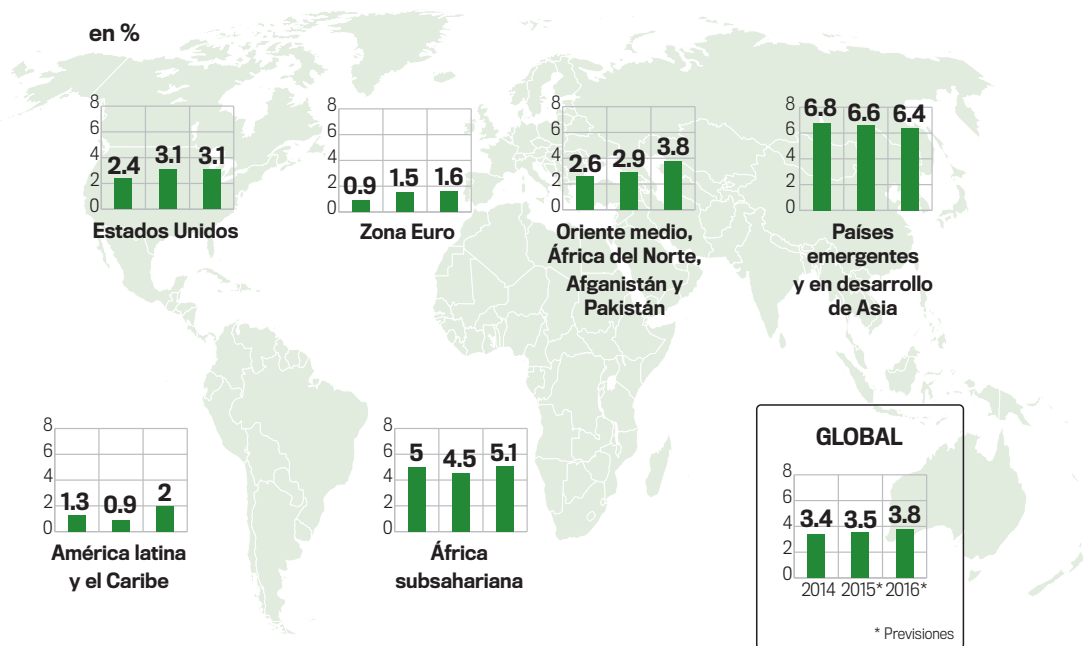 en %
8
6
4
2
0
2.4 3.1 3.1
Estados Unidos
8
6
4
2
0
0.9 1.5 1.6
Zona Euro
8
6
4
2
0
2.6 2.9 3.8
Oriente medio,
África del Norte,
Afganistán y
Pakistán
8
6
4
2
0
6.8 6.6 6.4
Países
emergentes
y en desarrollo
de Asia
8
6
4
2
0
1.3 0.9 2
América latina
y el Caribe
8
6
4
2
0
5 4.5 5.1
África
subsahariana
GLOBAL
8
6
4
2
0
3.4 3.5 3.8
2014 2015* 2016*
* Previsiones